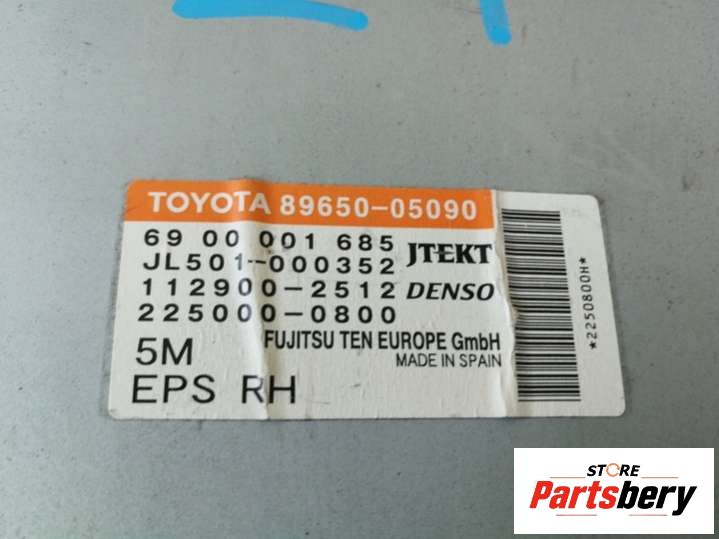 TOYOTA 89650-05090
69 00 001 685
JL501-000352 JTEKT
112900-2512 DENSO
225000-0800
5M FUJITSU TEN EUROPE GmbH
MADE IN SPAIN
EPS RH
*2250800H*
STORE
Partsbery